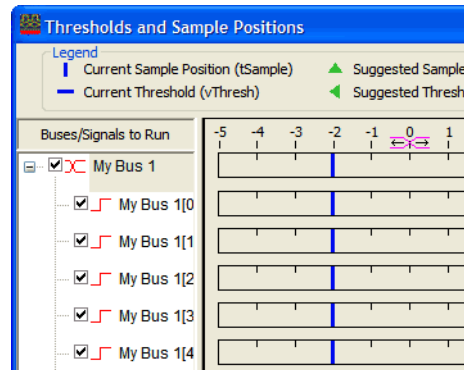 Thresholds and Sample Positions
Legend
Current Sample Position (tSample)
Suggested Sample
Current Threshold (vThresh)
Suggested Thresh
Buses/Signals to Run
-5 -4 -3 -2 -1 0 1
My Bus 1
My Bus 1[0
My Bus 1[1
My Bus 1[2
My Bus 1[3
My Bus 1[4